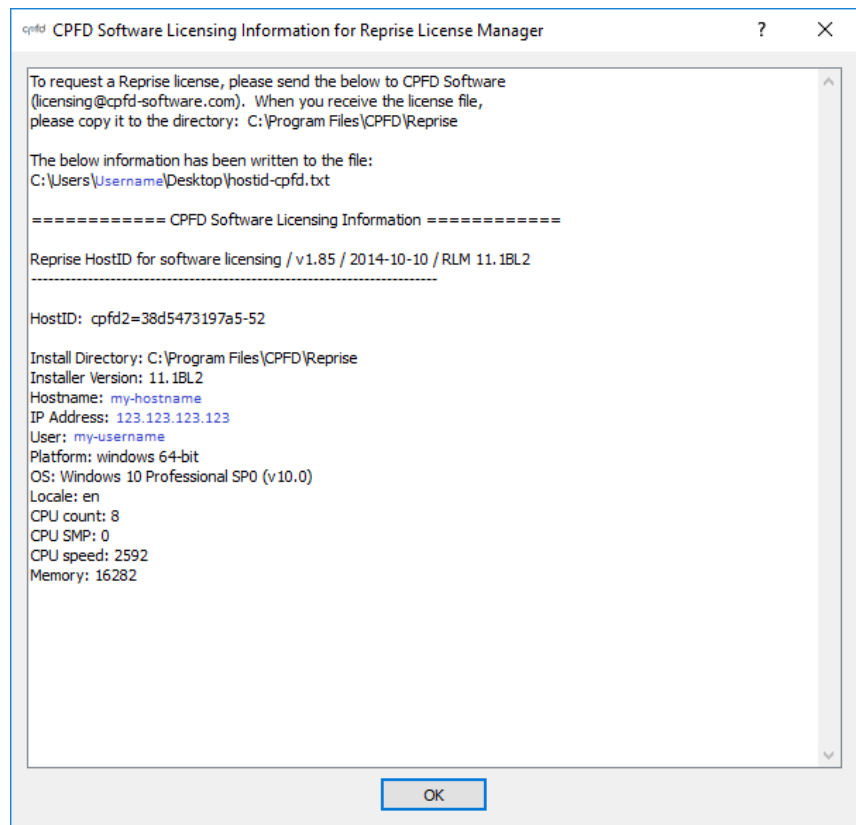 cpfd CPFD Software Licensing Information for Reprise License Manager ? ×
To request a Reprise license, please send the below to CPFD Software
(licensing@cpfd-software.com).  When you receive the license file,
please copy it to the directory:  C:\Program Files\CPFD\Reprise
The below information has been written to the file:
C:\Users\Username\Desktop\hostid-cpfd.txt
============ CPFD Software Licensing Information ============
Reprise HostID for software licensing / v1.85 / 2014-10-10 / RLM 11.1BL2
------------------------------------------------------------------------
HostID:  cpfd2=38d5473197a5-52
Install Directory: C:\Program Files\CPFD\Reprise
Installer Version: 11.1BL2
Hostname: my-hostname
IP Address: 123.123.123.123
User: my-username
Platform: windows 64-bit
OS: Windows 10 Professional SP0 (v10.0)
Locale: en
CPU count: 8
CPU SMP: 0
CPU speed: 2592
Memory: 16282
OK